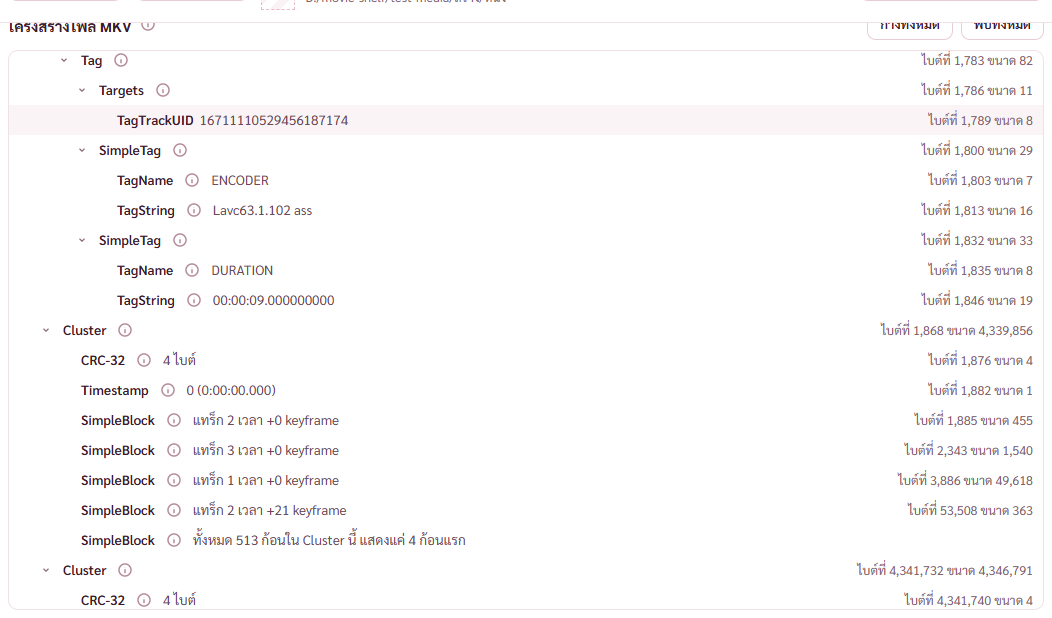 โครงสร้างไฟล์ MKV
กางทั้งหมด พับทั้งหมด
Tag ไบต์ที่ 1,783 ขนาด 82
Targets ไบต์ที่ 1,786 ขนาด 11
TagTrackUID 16711110529456187174 ไบต์ที่ 1,789 ขนาด 8
SimpleTag ไบต์ที่ 1,800 ขนาด 29
TagName ENCODER ไบต์ที่ 1,803 ขนาด 7
TagString Lavc63.1.102 ass ไบต์ที่ 1,813 ขนาด 16
SimpleTag ไบต์ที่ 1,832 ขนาด 33
TagName DURATION ไบต์ที่ 1,835 ขนาด 8
TagString 00:00:09.000000000 ไบต์ที่ 1,846 ขนาด 19
Cluster ไบต์ที่ 1,868 ขนาด 4,339,856
CRC-32 4 ไบต์ ไบต์ที่ 1,876 ขนาด 4
Timestamp 0 (0:00:00.000) ไบต์ที่ 1,882 ขนาด 1
SimpleBlock แทร็ก 2 เวลา +0 keyframe ไบต์ที่ 1,885 ขนาด 455
SimpleBlock แทร็ก 3 เวลา +0 keyframe ไบต์ที่ 2,343 ขนาด 1,540
SimpleBlock แทร็ก 1 เวลา +0 keyframe ไบต์ที่ 3,886 ขนาด 49,618
SimpleBlock แทร็ก 2 เวลา +21 keyframe ไบต์ที่ 53,508 ขนาด 363
SimpleBlock ทั้งหมด 513 ก้อนใน Cluster นี้ แสดงแค่ 4 ก้อนแรก
Cluster ไบต์ที่ 4,341,732 ขนาด 4,346,791
CRC-32 4 ไบต์ ไบต์ที่ 4,341,740 ขนาด 4